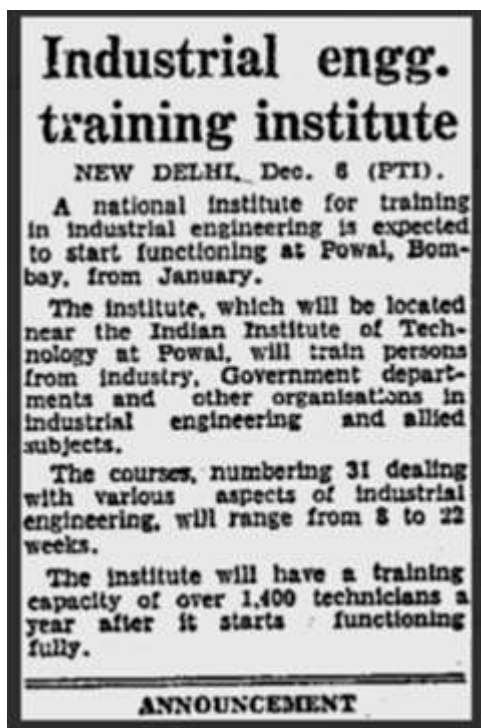 Industrial engg.
training institute
NEW DELHI, Dec. 6 (PTI).
A national institute for training
in industrial engineering is expected
to start functioning at Powai, Bom-
bay, from January.
The institute, which will be located
near the Indian Institute of Tech-
nology at Powai, will train persons
from industry, Government depart-
ments and other organisations in
industrial engineering and allied
subjects.
The courses, numbering 31 dealing
with various aspects of industrial
engineering, will range from 8 to 22
weeks.
The institute will have a training
capacity of over 1,400 technicians a
year after it starts functioning
fully.
ANNOUNCEMENT